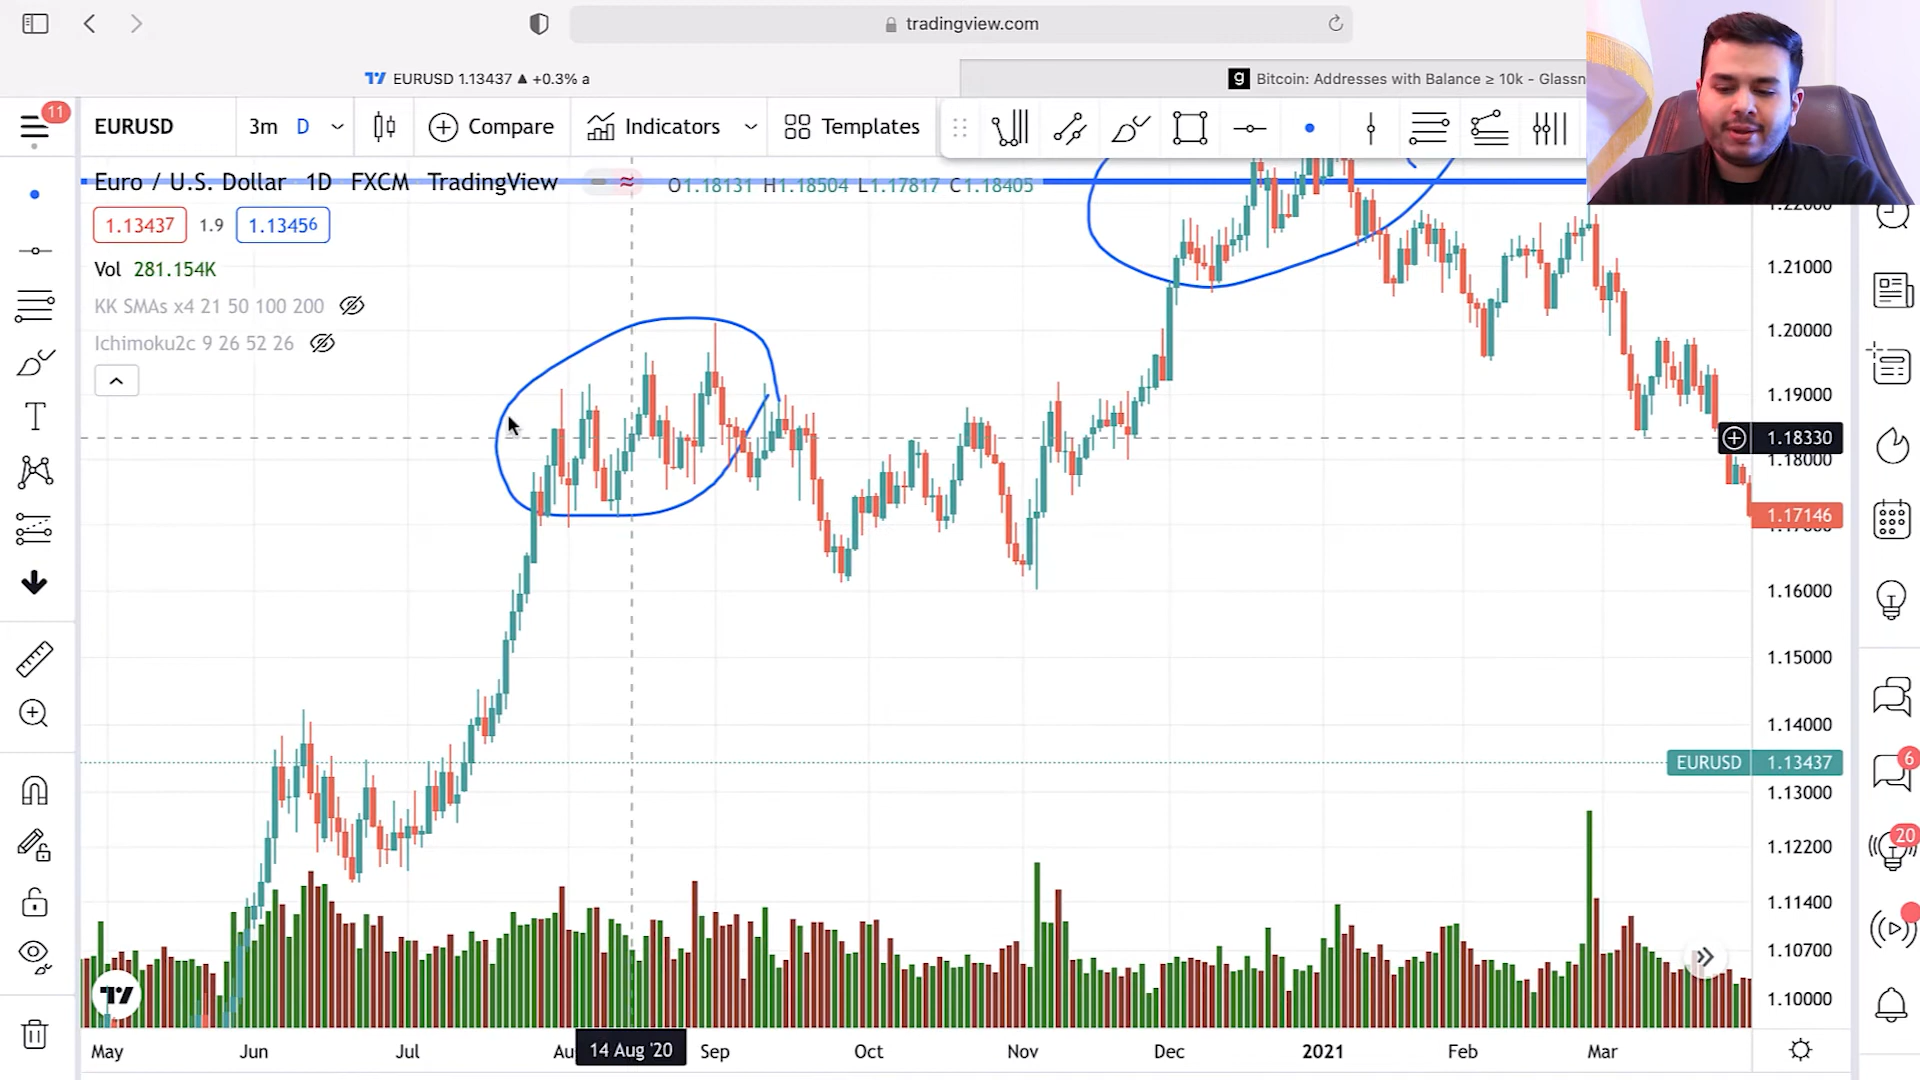 tradingview.com
EURUSD 1.13437 ▲ +0.3% a
g Bitcoin: Addresses with Balance ≥ 10k - Glassn
11
EURUSD 3m D Compare Indicators Templates
Euro / U.S. Dollar 1D FXCM TradingView O1.18131 H1.18504 L1.17817 C1.18405
1.13437 1.9 1.13456
Vol 281.154K
KK SMAs x4 21 50 100 200
Ichimoku2c 9 26 52 26
1.22000
1.21000
1.20000
1.19000
1.18330
1.18000
1.17146
1.16000
1.15000
1.14000
EURUSD 1.13437
1.13000
1.12200
1.11400
1.10700
1.10000
6
20
May Jun Jul Au 14 Aug '20 Sep Oct Nov Dec 2021 Feb Mar